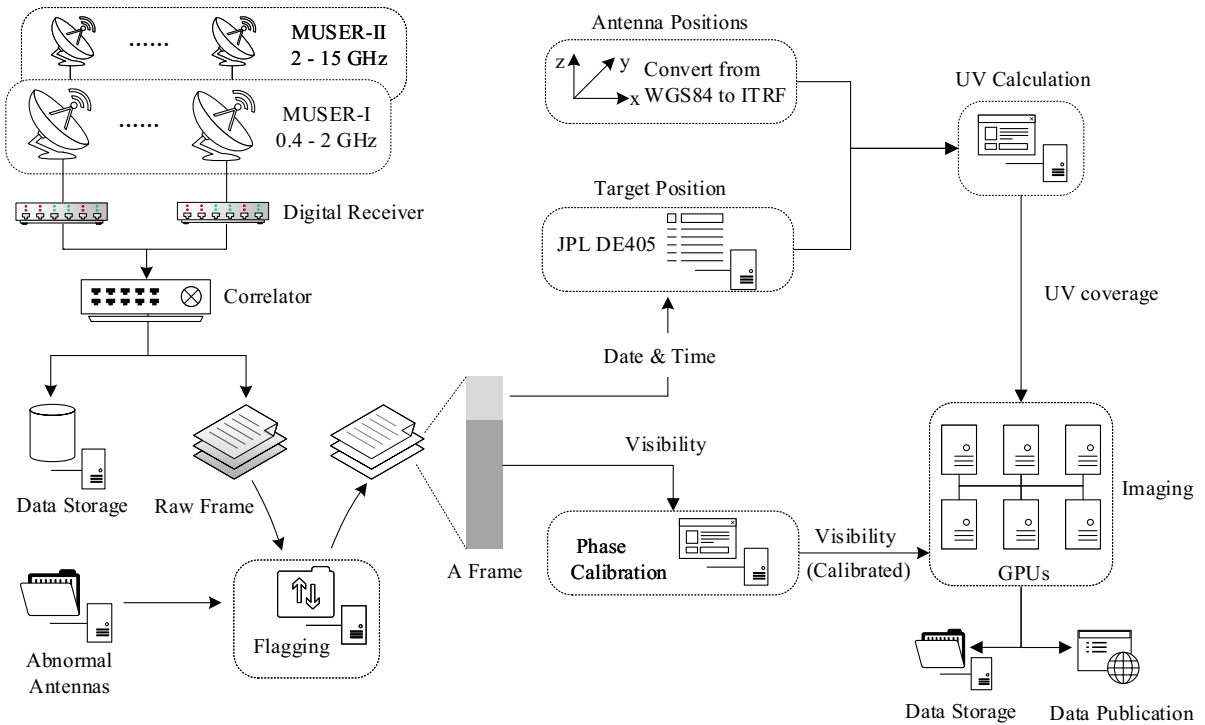 MUSER-II
2 - 15 GHz
......
MUSER-I
0.4 - 2 GHz
......
Digital Receiver
Correlator
Data Storage
Raw Frame
Abnormal
Antennas
Flagging
A Frame
Antenna Positions
z
y
x
Convert from
WGS84 to ITRF
Target Position
JPL DE405
Date & Time
Visibility
Phase
Calibration
Visibility
(Calibrated)
UV Calculation
UV coverage
Imaging
GPUs
Data Storage
Data Publication